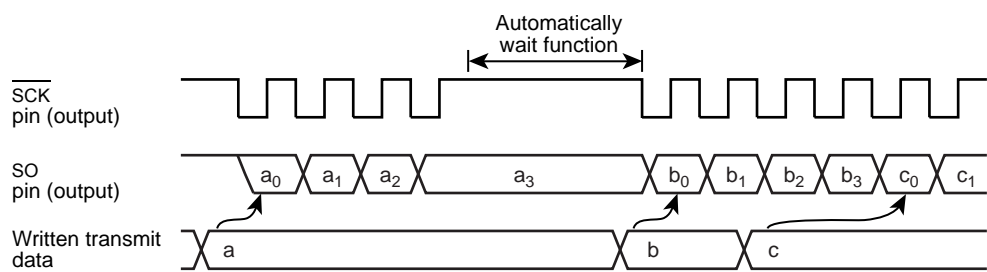 Automatically
wait function
SCK
pin (output)
SO
pin (output)
a0 a1 a2 a3 b0 b1 b2 b3 c0 c1
Written transmit
data
a b c